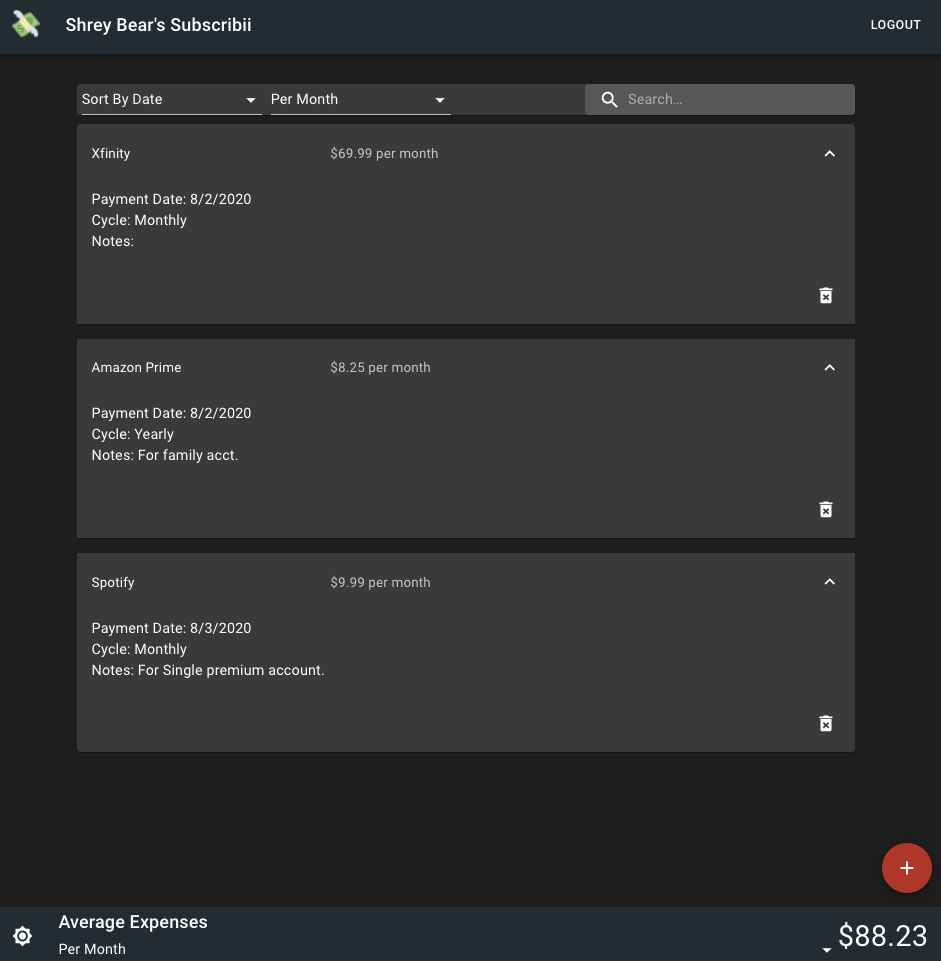 Shrey Bear's Subscribii
LOGOUT
Sort By Date
Per Month
Search...
Xfinity
$69.99 per month
Payment Date: 8/2/2020
Cycle: Monthly
Notes:
Amazon Prime
$8.25 per month
Payment Date: 8/2/2020
Cycle: Yearly
Notes: For family acct.
Spotify
$9.99 per month
Payment Date: 8/3/2020
Cycle: Monthly
Notes: For Single premium account.
Average Expenses
Per Month
$88.23